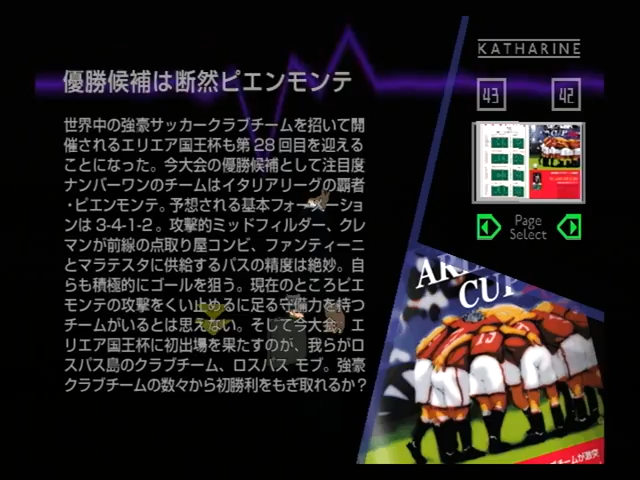 優勝候補は断然ピエンモンテ
世界中の強豪サッカークラブチームを招いて開
催されるエリエア国王杯も第28回目を迎える
ことになった。今大会の優勝候補として注目度
ナンバーワンのチームはイタリアリーグの覇者
・ピエンモンテ。予想される基本フォーメーショ
ンは3-4-1-2。攻撃的ミッドフィルダー、クレ
マンが前線の点取り屋コンビ、ファンティーニ
とマラテスタに供給するパスの精度は絶妙。自
らも積極的にゴールを狙う。現在のところピエ
モンテの攻撃をくい止めるに足る守備力を持つ
チームがいるとは思えない。そして今大会、エ
リエア国王杯に初出場を果たすのが、我らがロ
スパス島のクラブチーム、ロスパス モブ。強豪
クラブチームの数々から初勝利をもぎ取れるか?
KATHARINE
43 42
CUP
Page
Select
CUP
15
チームが激突